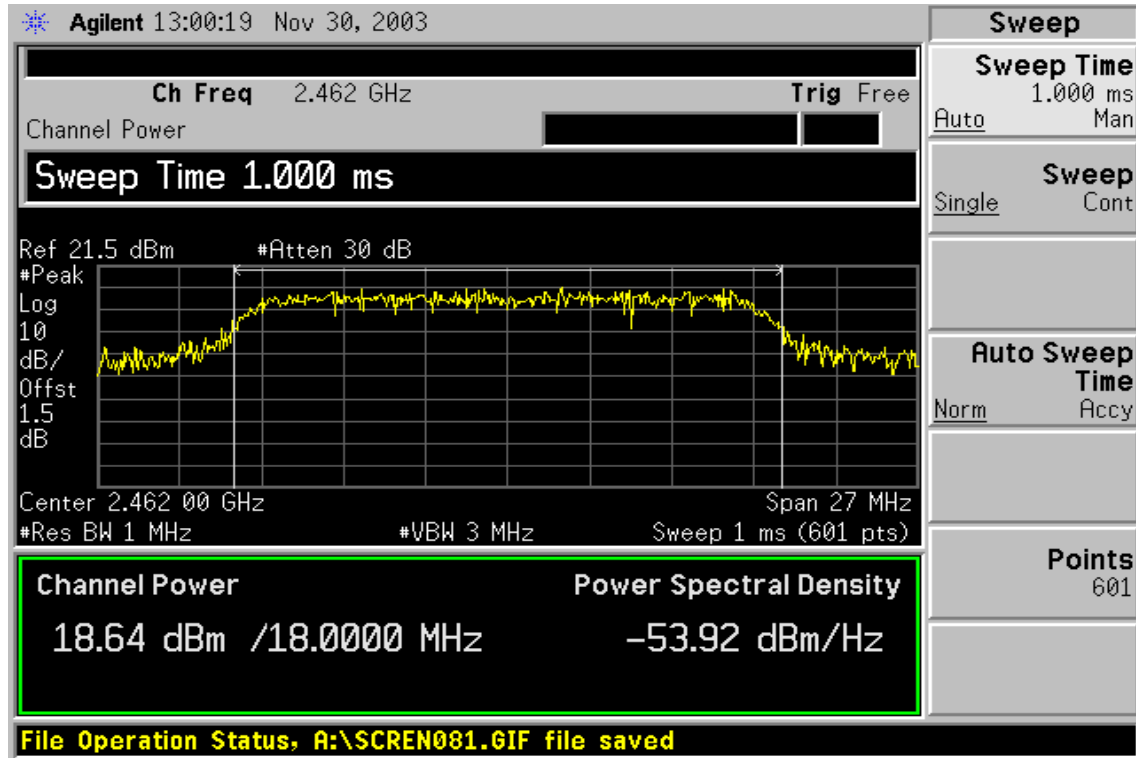 Agilent 13:00:19 Nov 30, 2003
Sweep
Ch Freq 2.462 GHz Trig Free
Channel Power
Sweep Time 1.000 ms
Ref 21.5 dBm #Atten 30 dB
#Peak
Log
10
dB/
Offst
1.5
dB
Center 2.462 00 GHz Span 27 MHz
#Res BW 1 MHz #VBW 3 MHz Sweep 1 ms (601 pts)
Channel Power Power Spectral Density
18.64 dBm /18.0000 MHz -53.92 dBm/Hz
File Operation Status, A:\SCREN081.GIF file saved
Sweep Time
1.000 ms
Auto Man
Sweep
Single Cont
Auto Sweep
Time
Norm Accy
Points
601